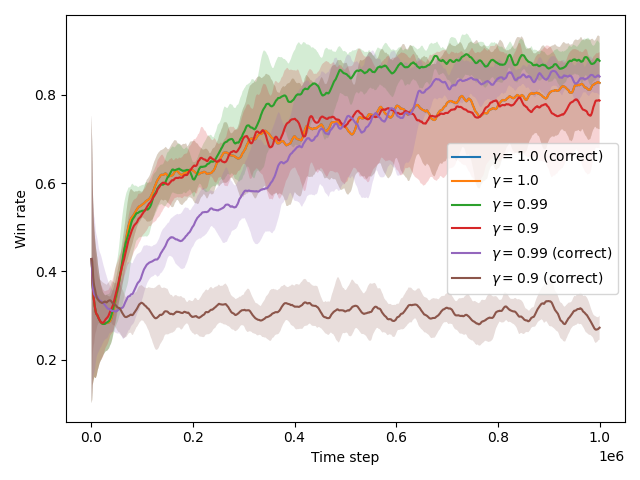 Win rate
0.8
0.6
0.4
0.2
γ = 1.0 (correct)
γ = 1.0
γ = 0.99
γ = 0.9
γ = 0.99 (correct)
γ = 0.9 (correct)
0.0 0.2 0.4 0.6 0.8 1.0
1e6
Time step